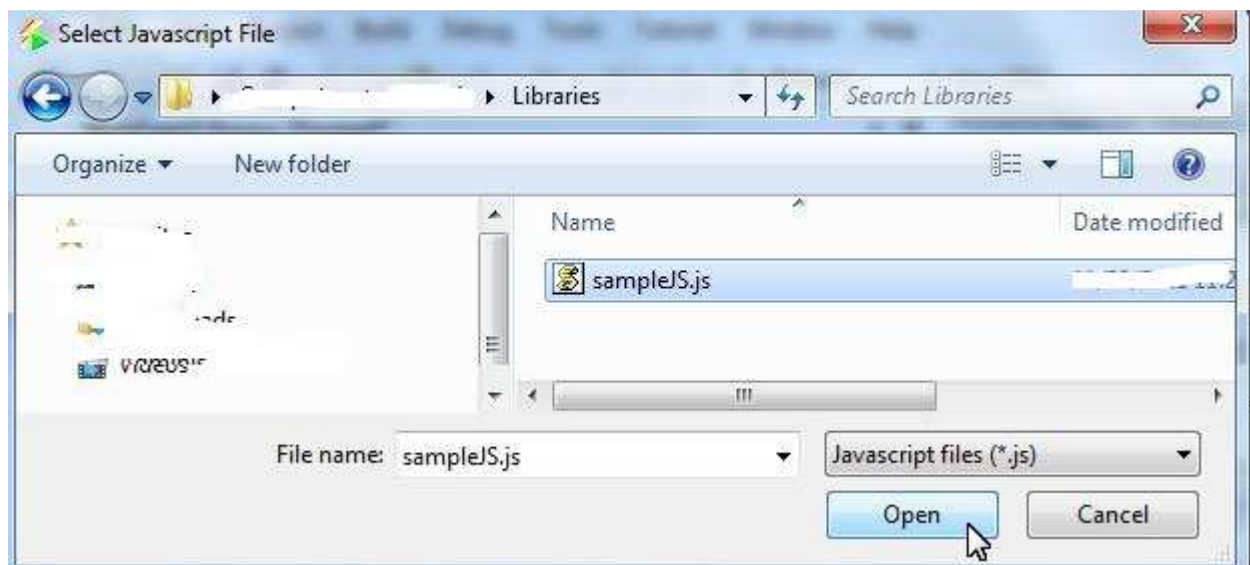 Select Javascript File
Libraries
Search Libraries
Organize
New folder
Name
Date modified
sampleJS.js
File name: sampleJS.js
Javascript files (*.js)
Open
Cancel